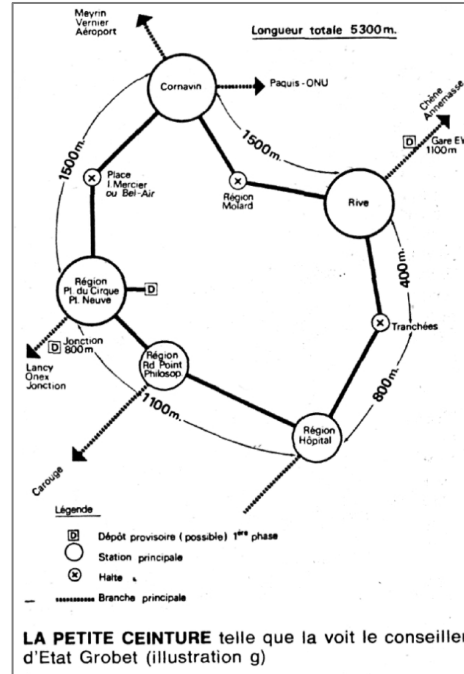 Meyrin
Vernier
Aéroport
Longueur totale 5300m.
Cornavin
Paquis-ONU
Chêne
Annemasse
D
Gare EV
1100m
1500m.
1500m.
Place
I. Mercier
ou Bel-Air
Région
Molard
Rive
400m.
Région
Pl. du Cirque
Pl. Neuve
D
Tranchées
D Jonction
800m
Lancy
Onex
Jonction
Région
Rd Point
Philosop
800m.
1100m.
Région
Hôpital
Carouge
Légende
D Dépôt provisoire (possible) 1ère phase
Station principale
Halte
Branche principale
LA PETITE CEINTURE telle que la voit le conseiller
d'Etat Grobet (illustration g)